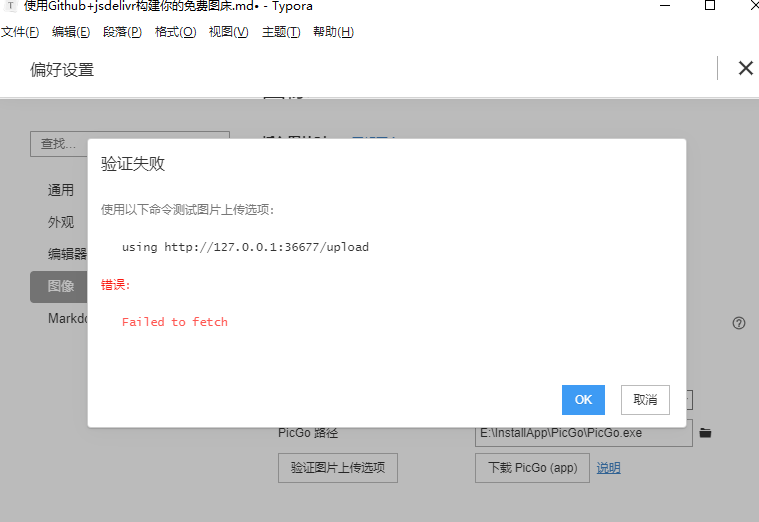 T 使用Github+jsdelivr构建你的免费图床.md• - Typora
文件(F) 编辑(E) 段落(P) 格式(O) 视图(V) 主题(T) 帮助(H)
偏好设置
查找...
通用
外观
编辑器
图像
Markdo
验证失败
使用以下命令测试图片上传选项:
using http://127.0.0.1:36677/upload
错误:
Failed to fetch
OK 取消
PicGo 路径 E:\InstallApp\PicGo\PicGo.exe
验证图片上传选项 下载 PicGo (app) 说明